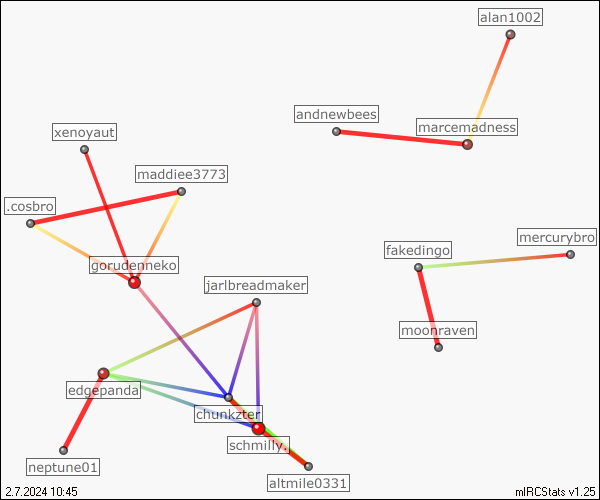 alan1002
andnewbees
marcemadness
xenoyaut
maddiee3773
.cosbro
mercurybro
fakedingo
gorudenneko
jarlbreadmaker
moonraven
edgepanda
chunkzter
schmilly.
neptune01
altmile0331
2.7.2024 10:45
mIRCStats v1.25